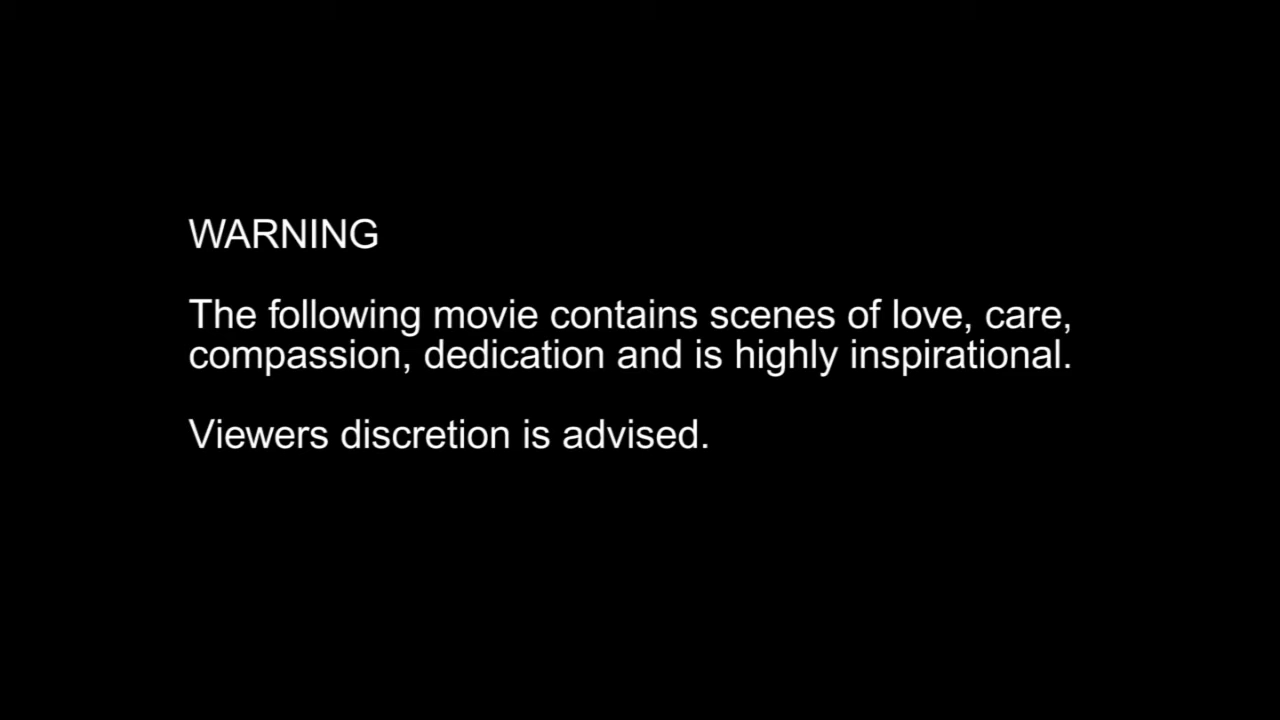 WARNING
The following movie contains scenes of love, care,
compassion, dedication and is highly inspirational.
Viewers discretion is advised.